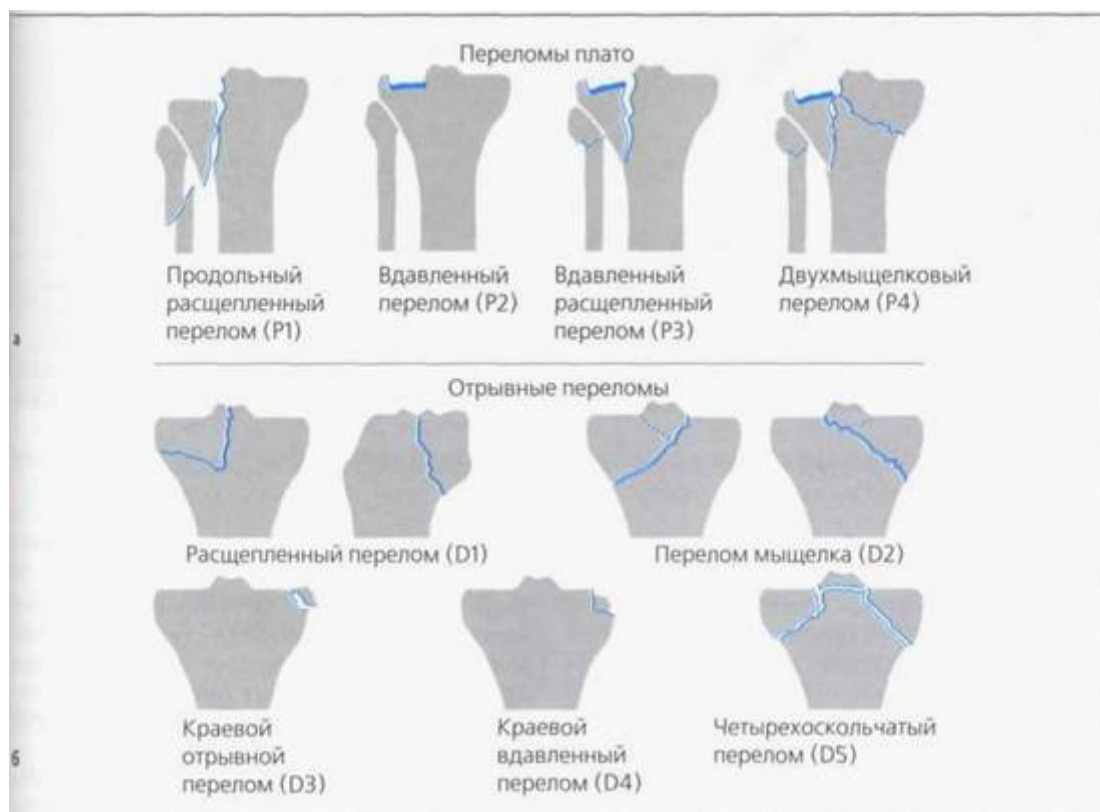 Переломы плато
Продольный
расщепленный
перелом (P1)
Вдавленный
перелом (P2)
Вдавленный
расщепленный
перелом (P3)
Двухмыщелковый
перелом (P4)
а
Отрывные переломы
Расщепленный перелом (D1)
Перелом мыщелка (D2)
Краевой
отрывной
перелом (D3)
Краевой
вдавленный
перелом (D4)
Четырехоскольчатый
перелом (D5)
б